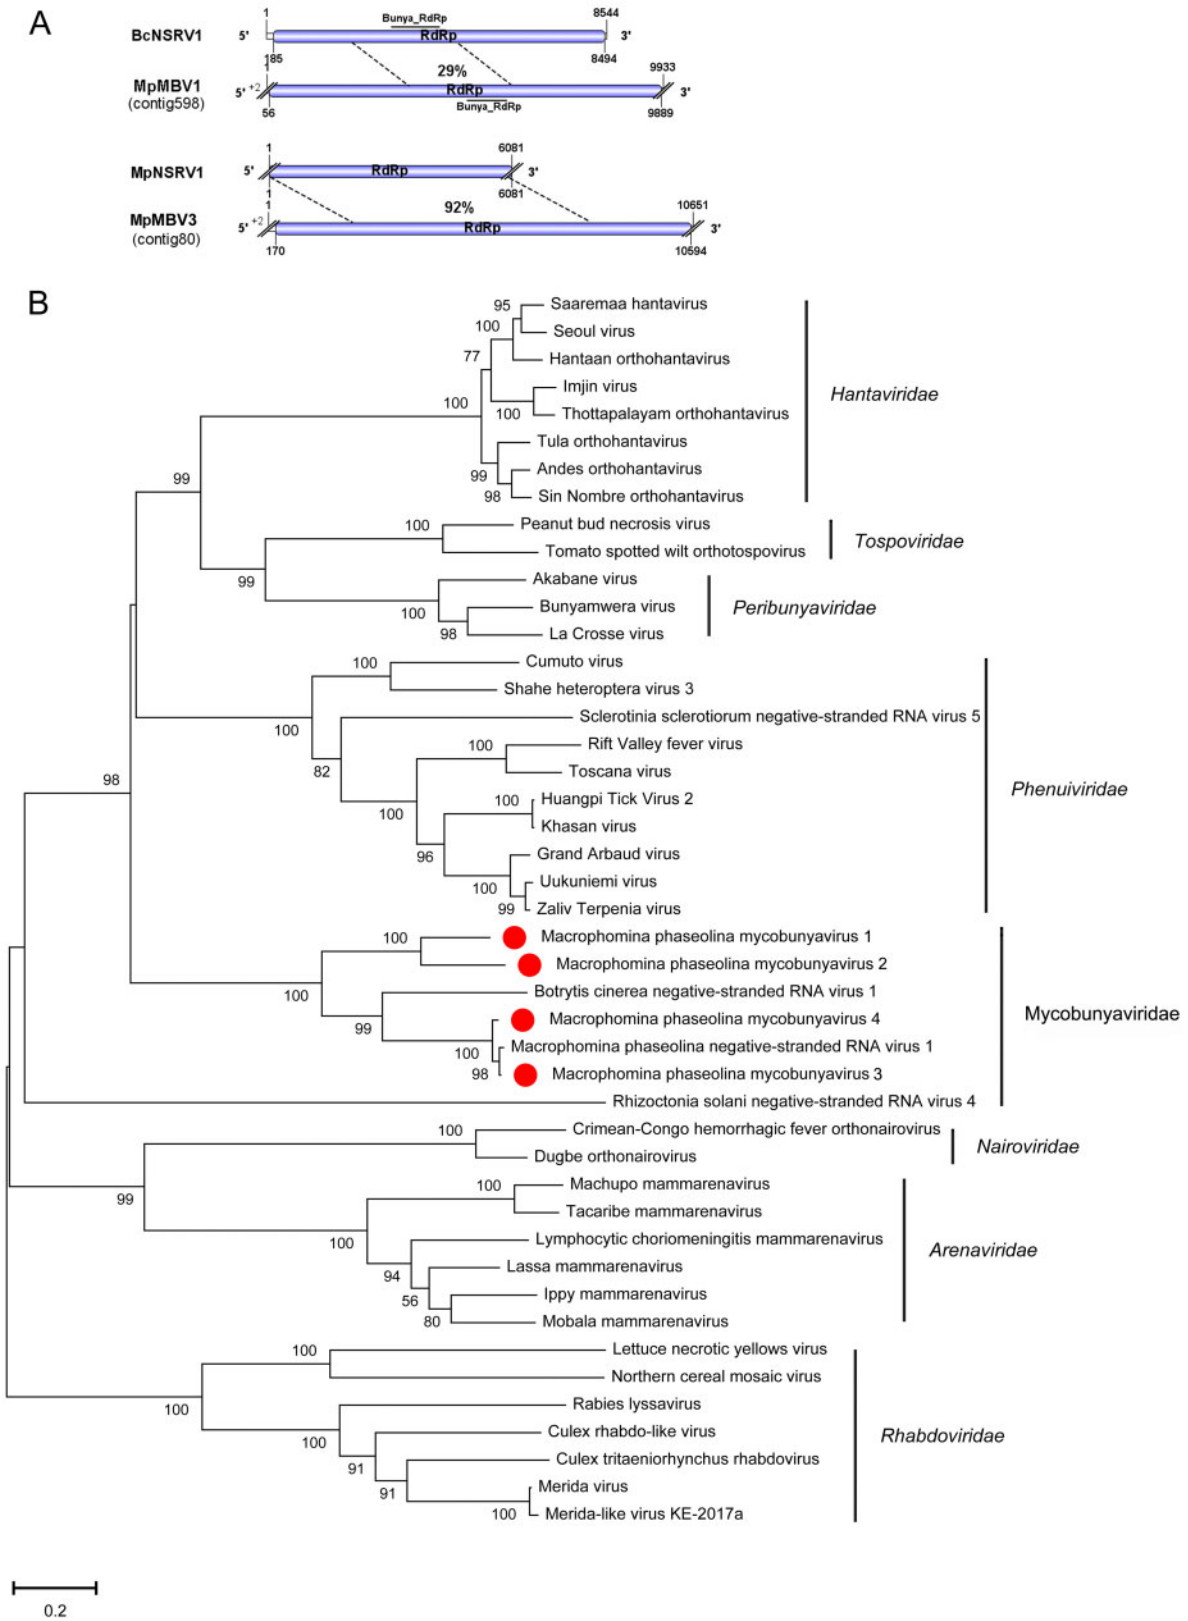 A
1 8544
Bunya_RdRp
BcNSRV1 5' RdRp 3'
185 8494
1 29% 9933
MpMBV1 5' +2 RdRp 3'
(contig598) Bunya_RdRp
56 9889
1 6081
MpNSRV1 5' RdRp 3'
1 6081
1 92% 10651
MpMBV3 5' +2 RdRp 3'
(contig80)
170 10594
B
95 Saaremaa hantavirus
100 Seoul virus
77 Hantaan orthohantavirus
Imjin virus
Hantaviridae
100 100 Thottapalayam orthohantavirus
Tula orthohantavirus
99 Andes orthohantavirus
98 Sin Nombre orthohantavirus
99
100 Peanut bud necrosis virus
Tospoviridae
Tomato spotted wilt orthotospovirus
99 Akabane virus
100 Bunyamwera virus
Peribunyaviridae
98 La Crosse virus
100 Cumuto virus
Shahe heteroptera virus 3
100 Sclerotinia sclerotiorum negative-stranded RNA virus 5
100 Rift Valley fever virus
82 Toscana virus
98
Phenuiviridae
100 Huangpi Tick Virus 2
100 Khasan virus
96 Grand Arbaud virus
100 Uukuniemi virus
99 Zaliv Terpenia virus
100 Macrophomina phaseolina mycobunyavirus 1
Macrophomina phaseolina mycobunyavirus 2
100 Botrytis cinerea negative-stranded RNA virus 1
99 Macrophomina phaseolina mycobunyavirus 4
Mycobunyaviridae
100 Macrophomina phaseolina negative-stranded RNA virus 1
98 Macrophomina phaseolina mycobunyavirus 3
Rhizoctonia solani negative-stranded RNA virus 4
100 Crimean-Congo hemorrhagic fever orthonairovirus
Nairoviridae
Dugbe orthonairovirus
99
100 Machupo mammarenavirus
Tacaribe mammarenavirus
100 Lymphocytic choriomeningitis mammarenavirus
Arenaviridae
94 Lassa mammarenavirus
56 Ippy mammarenavirus
80 Mobala mammarenavirus
100 Lettuce necrotic yellows virus
Northern cereal mosaic virus
100 Rabies lyssavirus
100 Culex rhabdo-like virus
Rhabdoviridae
91 Culex tritaeniorhynchus rhabdovirus
91 Merida virus
100 Merida-like virus KE-2017a
0.2